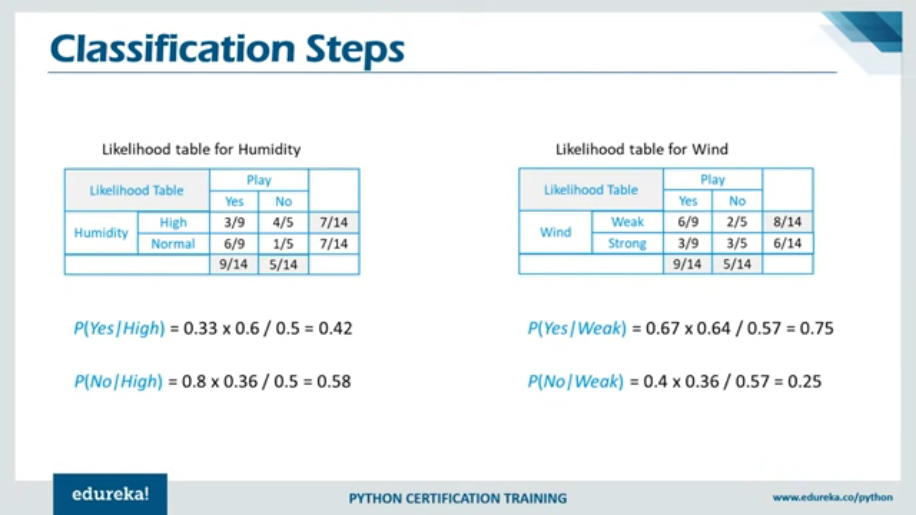 Classification Steps
Likelihood table for Humidity
Likelihood Table Play
Yes No
Humidity High 3/9 4/5 7/14
Normal 6/9 1/5 7/14
9/14 5/14
P(Yes|High) = 0.33 x 0.6 / 0.5 = 0.42
P(No|High) = 0.8 x 0.36 / 0.5 = 0.58
Likelihood table for Wind
Likelihood Table Play
Yes No
Wind Weak 6/9 2/5 8/14
Strong 3/9 3/5 6/14
9/14 5/14
P(Yes|Weak) = 0.67 x 0.64 / 0.57 = 0.75
P(No|Weak) = 0.4 x 0.36 / 0.57 = 0.25
edureka!
PYTHON CERTIFICATION TRAINING
www.edureka.co/python